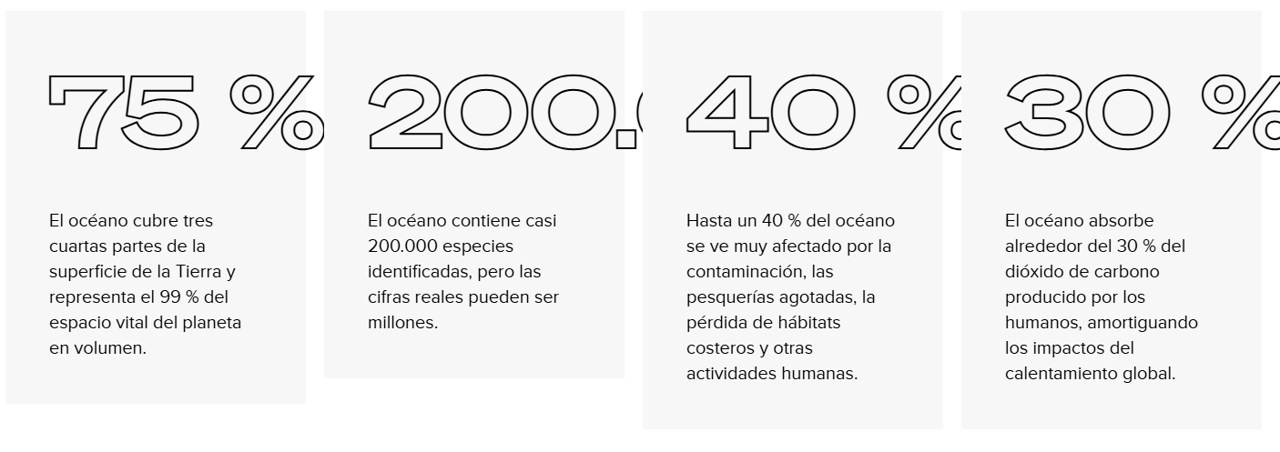 75 %
El océano cubre tres
cuartas partes de la
superficie de la Tierra y
representa el 99 % del
espacio vital del planeta
en volumen.
200.
El océano contiene casi
200.000 especies
identificadas, pero las
cifras reales pueden ser
millones.
40 %
Hasta un 40 % del océano
se ve muy afectado por la
contaminación, las
pesquerías agotadas, la
pérdida de hábitats
costeros y otras
actividades humanas.
30 %
El océano absorbe
alrededor del 30 % del
dióxido de carbono
producido por los
humanos, amortiguando
los impactos del
calentamiento global.